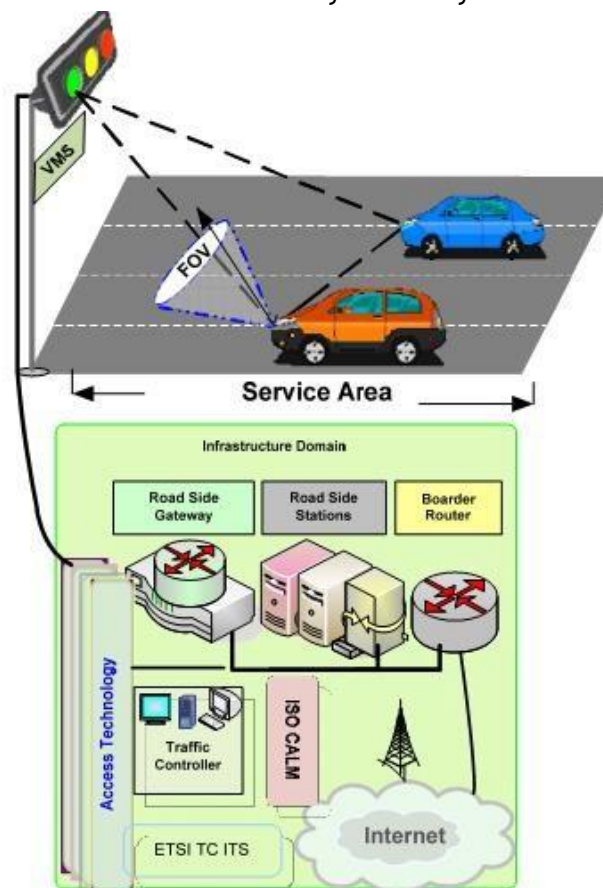 VMS
FOV
Service Area
Infrastructure Domain
Road Side
Gateway
Road Side
Stations
Boarder
Router
Access Technology
Traffic
Controller
ISO CALM
Internet
ETSI TC ITS